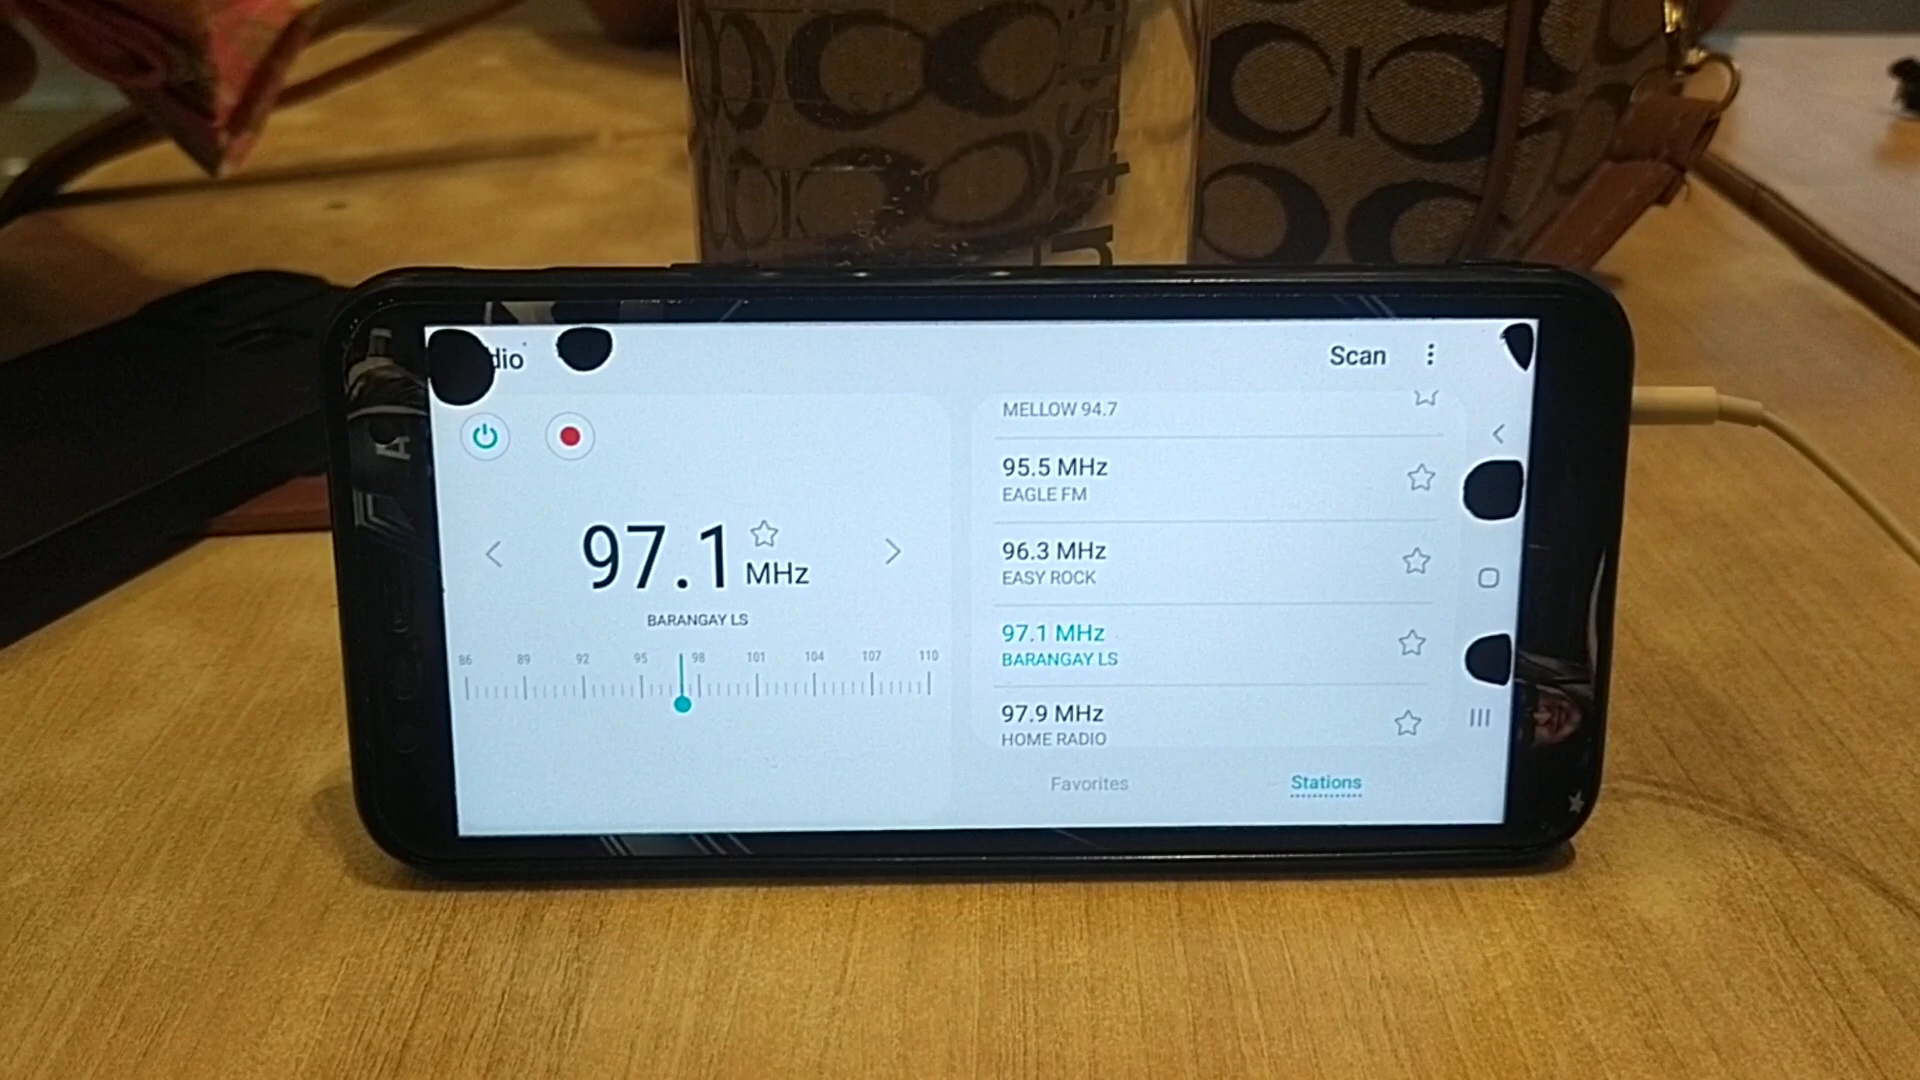 dio
Scan
97.1
MHz
BARANGAY LS
86 89 92 95 98 101 104 107 110
MELLOW 94.7
95.5 MHz
EAGLE FM
96.3 MHz
EASY ROCK
97.1 MHz
BARANGAY LS
97.9 MHz
HOME RADIO
Favorites
Stations